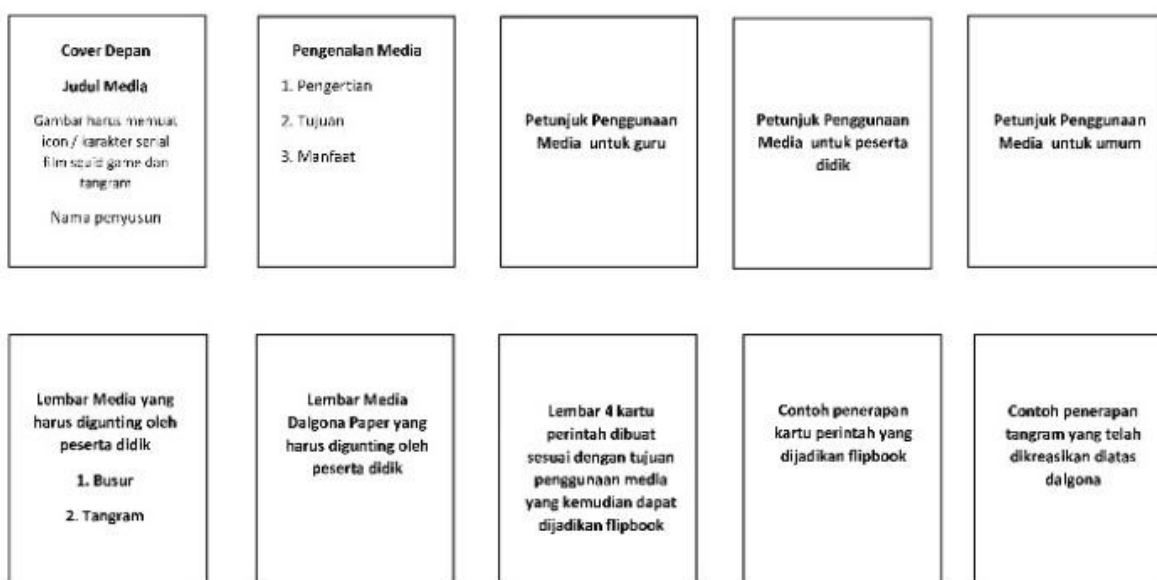 Cover Depan
Judul Media
Gambar harus memuat
icon / karakter serial
film squid game dan
tangram
Nama penyusun
Pengenalan Media
1. Pengertian
2. Tujuan
3. Manfaat
Petunjuk Penggunaan
Media untuk guru
Petunjuk Penggunaan
Media untuk peserta
didik
Petunjuk Penggunaan
Media untuk umum
Lembar Media yang
harus digunting oleh
peserta didik
1. Busur
2. Tangram
Lembar Media
Dalgona Paper yang
harus digunting oleh
peserta didik
Lembar 4 kartu
perintah dibuat
sesuai dengan tujuan
penggunaan media
yang kemudian dapat
dijadikan flipbook
Contoh penerapan
kartu perintah yang
dijadikan flipbook
Contoh penerapan
tangram yang telah
dikreasikan diatas
dalgona